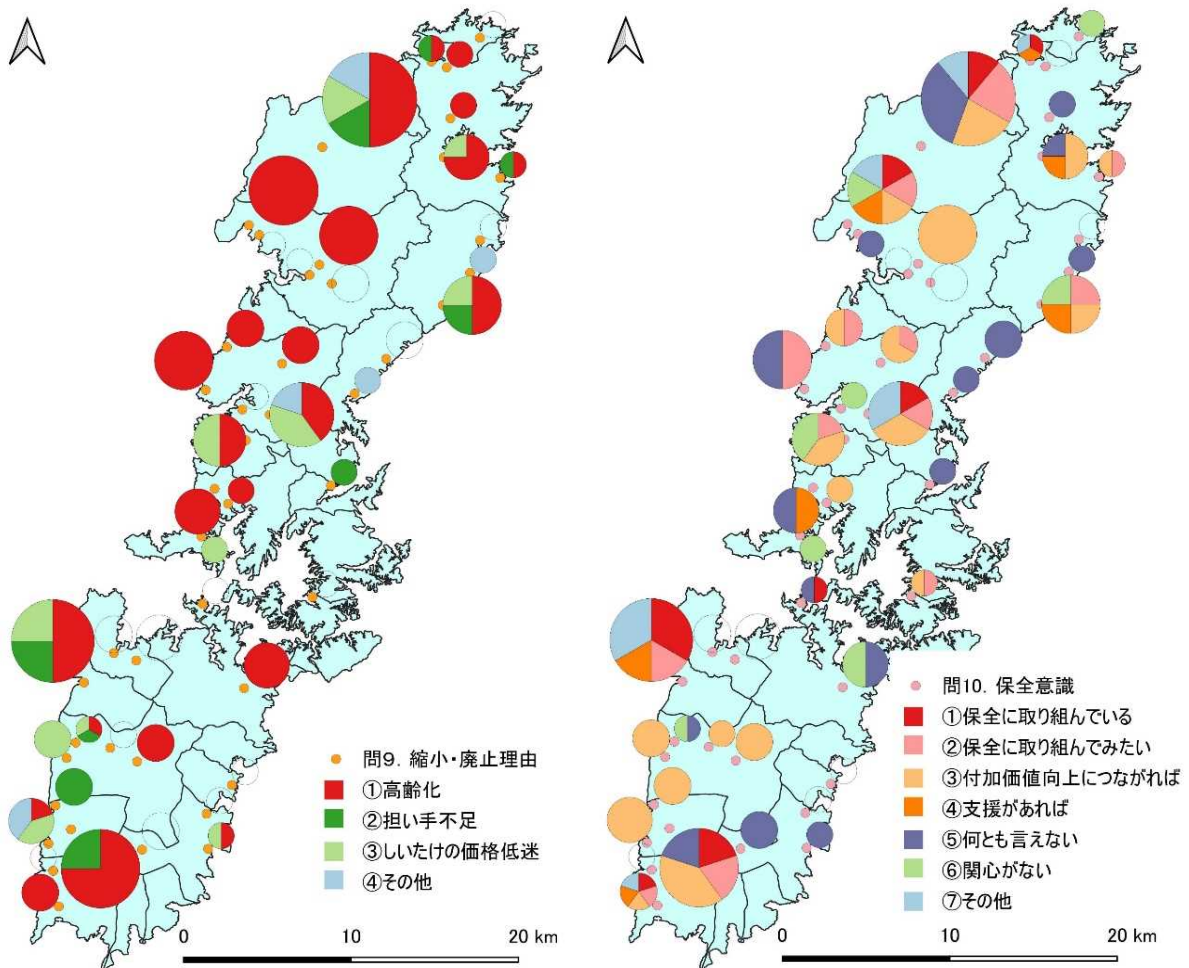 問9. 縮小・廃止理由
①高齢化
②担い手不足
③しいたけの価格低迷
④その他
0 10 20 km
問10. 保全意識
①保全に取り組んでいる
②保全に取り組んでみたい
③付加価値向上につながれば
④支援があれば
⑤何とも言えない
⑥関心がない
⑦その他
0 10 20 km